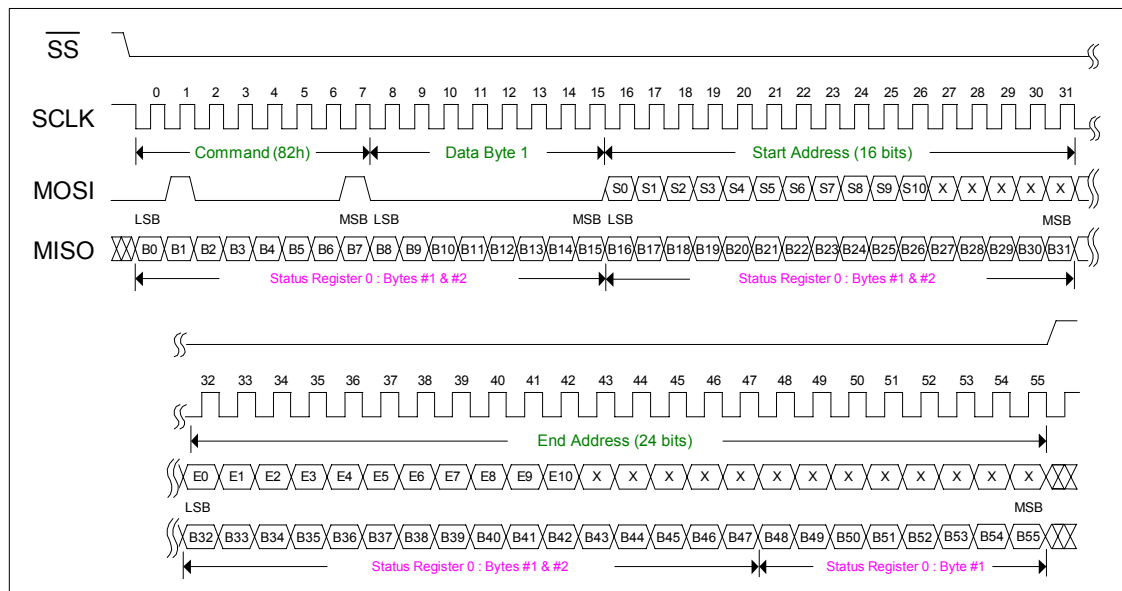 SS
0 1 2 3 4 5 6 7 8 9 10 11 12 13 14 15 16 17 18 19 20 21 22 23 24 25 26 27 28 29 30 31
SCLK
Command (82h) Data Byte 1 Start Address (16 bits)
MOSI S0 S1 S2 S3 S4 S5 S6 S7 S8 S9 S10 X X X X X
LSB MSB LSB MSB LSB MSB
MISO B0 B1 B2 B3 B4 B5 B6 B7 B8 B9 B10 B11 B12 B13 B14 B15 B16 B17 B18 B19 B20 B21 B22 B23 B24 B25 B26 B27 B28 B29 B30 B31
Status Register 0 : Bytes #1 & #2 Status Register 0 : Bytes #1 & #2
32 33 34 35 36 37 38 39 40 41 42 43 44 45 46 47 48 49 50 51 52 53 54 55
End Address (24 bits)
E0 E1 E2 E3 E4 E5 E6 E7 E8 E9 E10 X X X X X X X X X X X X X
LSB MSB
B32 B33 B34 B35 B36 B37 B38 B39 B40 B41 B42 B43 B44 B45 B46 B47 B48 B49 B50 B51 B52 B53 B54 B55
Status Register 0 : Bytes #1 & #2 Status Register 0 : Byte #1